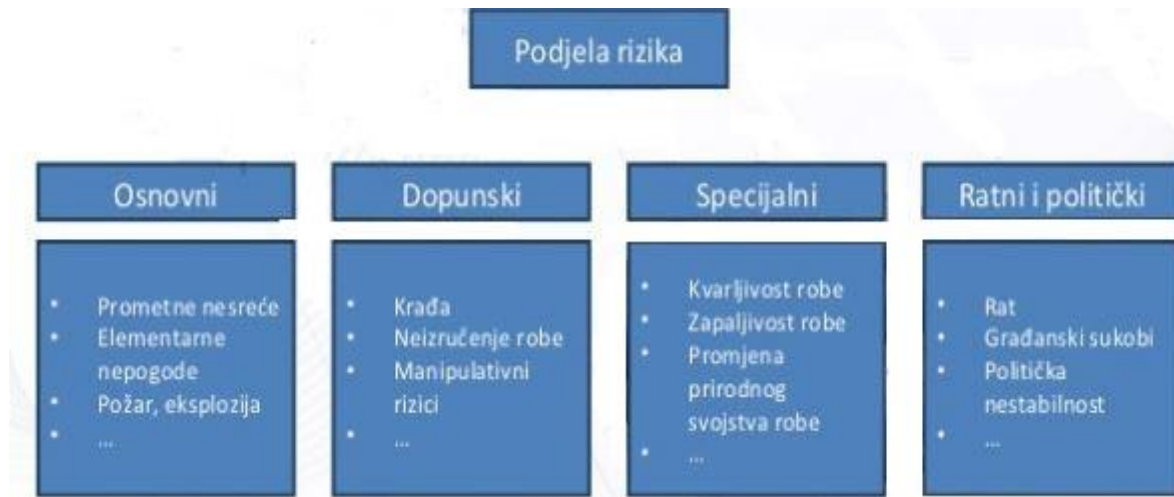 Podjela rizika
Osnovni
Dopunski
Specijalni
Ratni i politički
• Prometne nesreće
• Elementarne
nepogode
• Požar, eksplozija
• ...
• Krađa
• Neizručenje robe
• Manipulativni
rizici
• ...
• Kvarljivost robe
• Zapaljivost robe
• Promjena
prirodnog
svojstva robe
• ...
• Rat
• Građanski sukobi
• Politička
nestabilnost
• ...